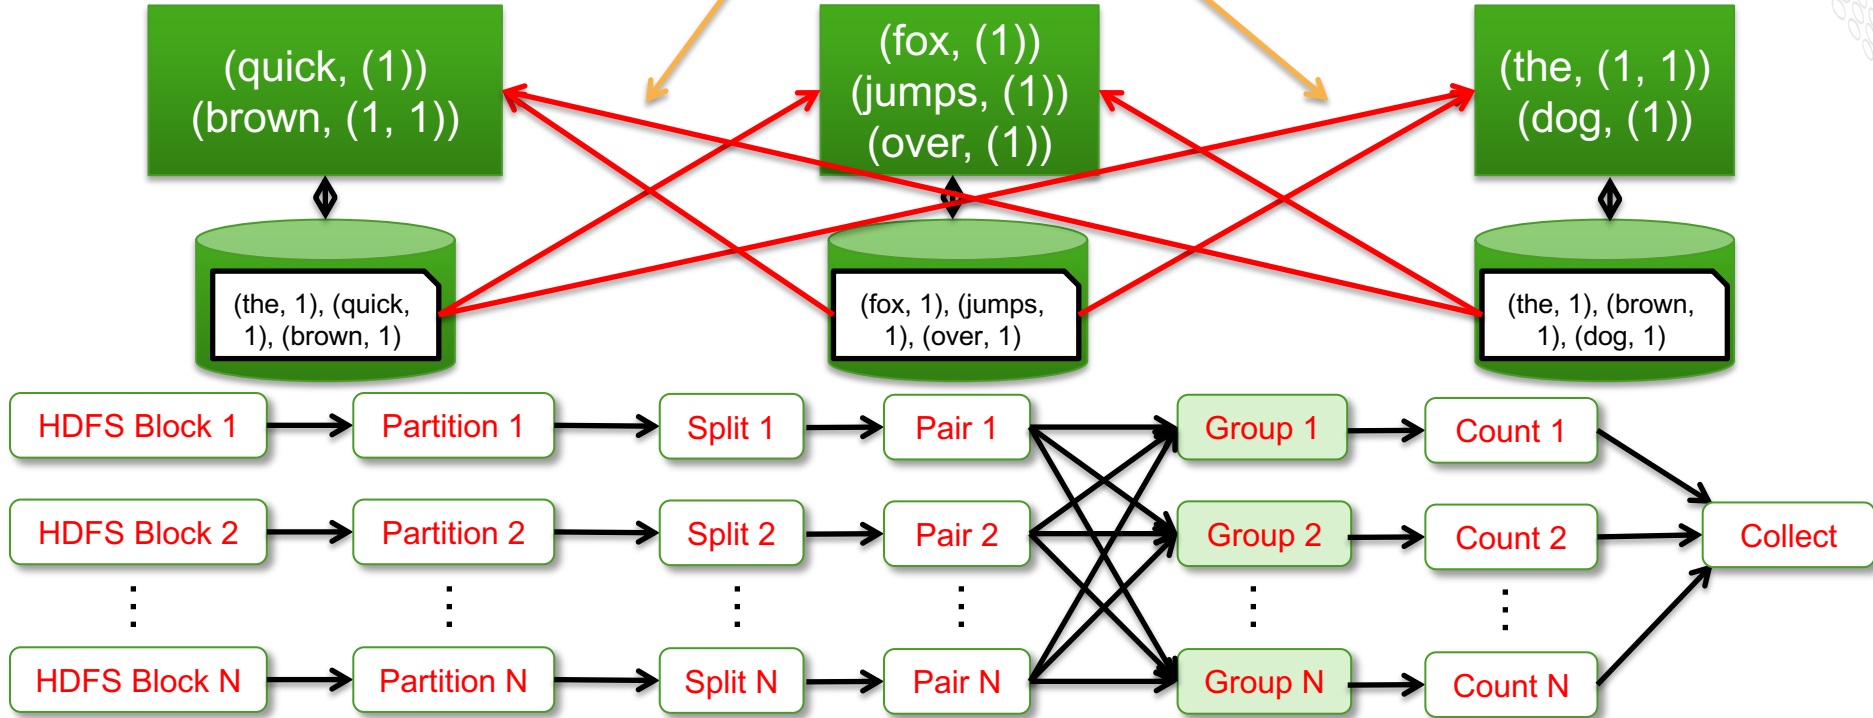 (quick, (1))
(brown, (1, 1))
(fox, (1))
(jumps, (1))
(over, (1))
(the, (1, 1))
(dog, (1))
(the, 1), (quick,
1), (brown, 1)
(fox, 1), (jumps,
1), (over, 1)
(the, 1), (brown,
1), (dog, 1)
HDFS Block 1
Partition 1
Split 1
Pair 1
Group 1
Count 1
HDFS Block 2
Partition 2
Split 2
Pair 2
Group 2
Count 2
Collect
HDFS Block N
Partition N
Split N
Pair N
Group N
Count N